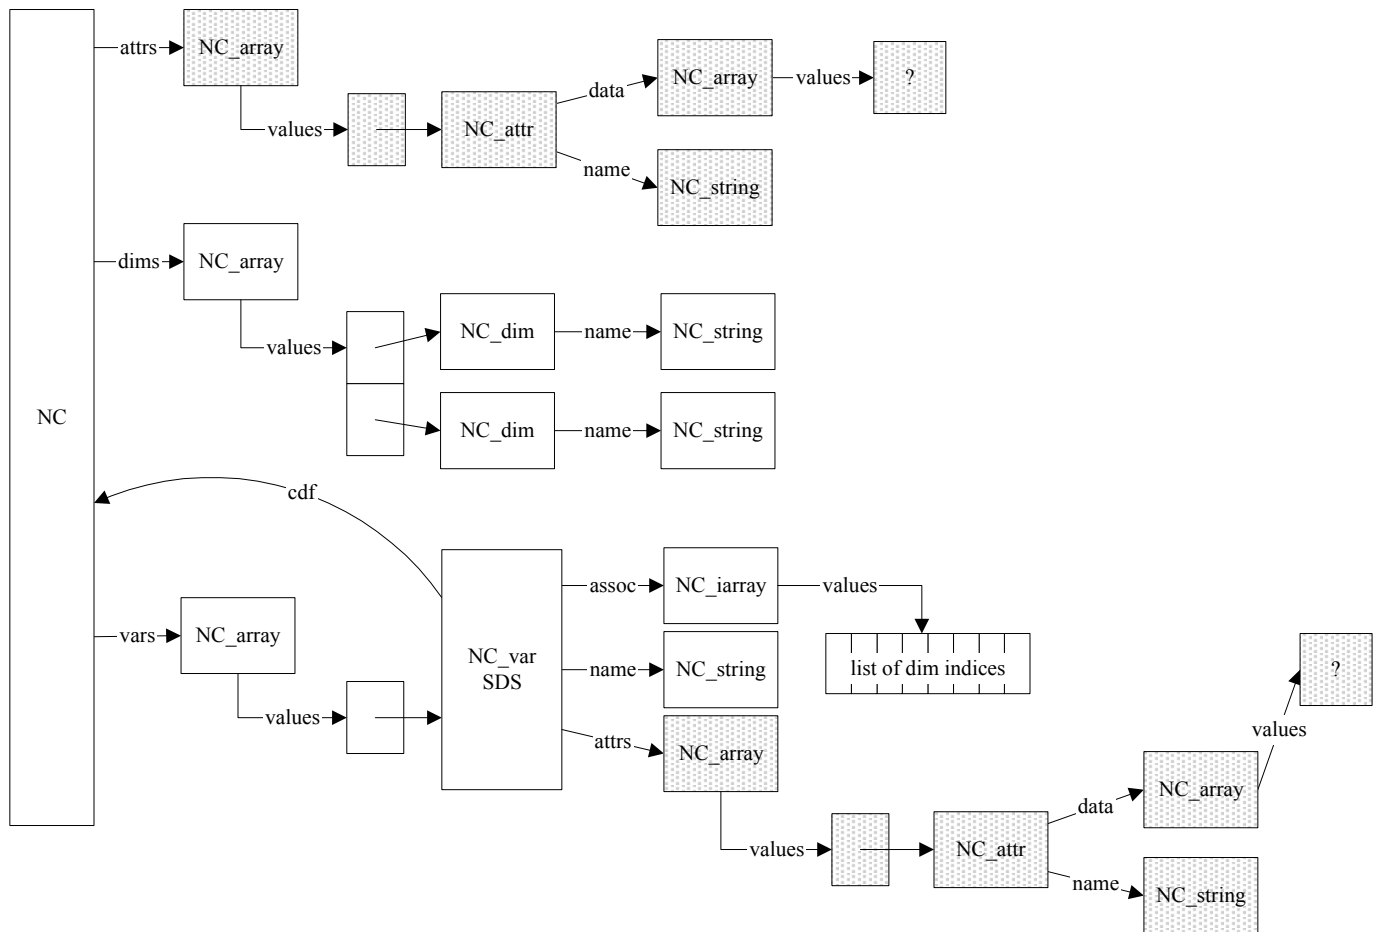 attrs
NC_array
values
NC_attr
data
NC_array
values
?
name
NC_string
dims
NC_array
values
NC_dim
name
NC_string
NC_dim
name
NC_string
NC
cdf
vars
NC_array
values
NC_var
SDS
assoc
NC_iarray
values
list of dim indices
name
NC_string
attrs
NC_array
values
NC_attr
data
NC_array
values
?
name
NC_string